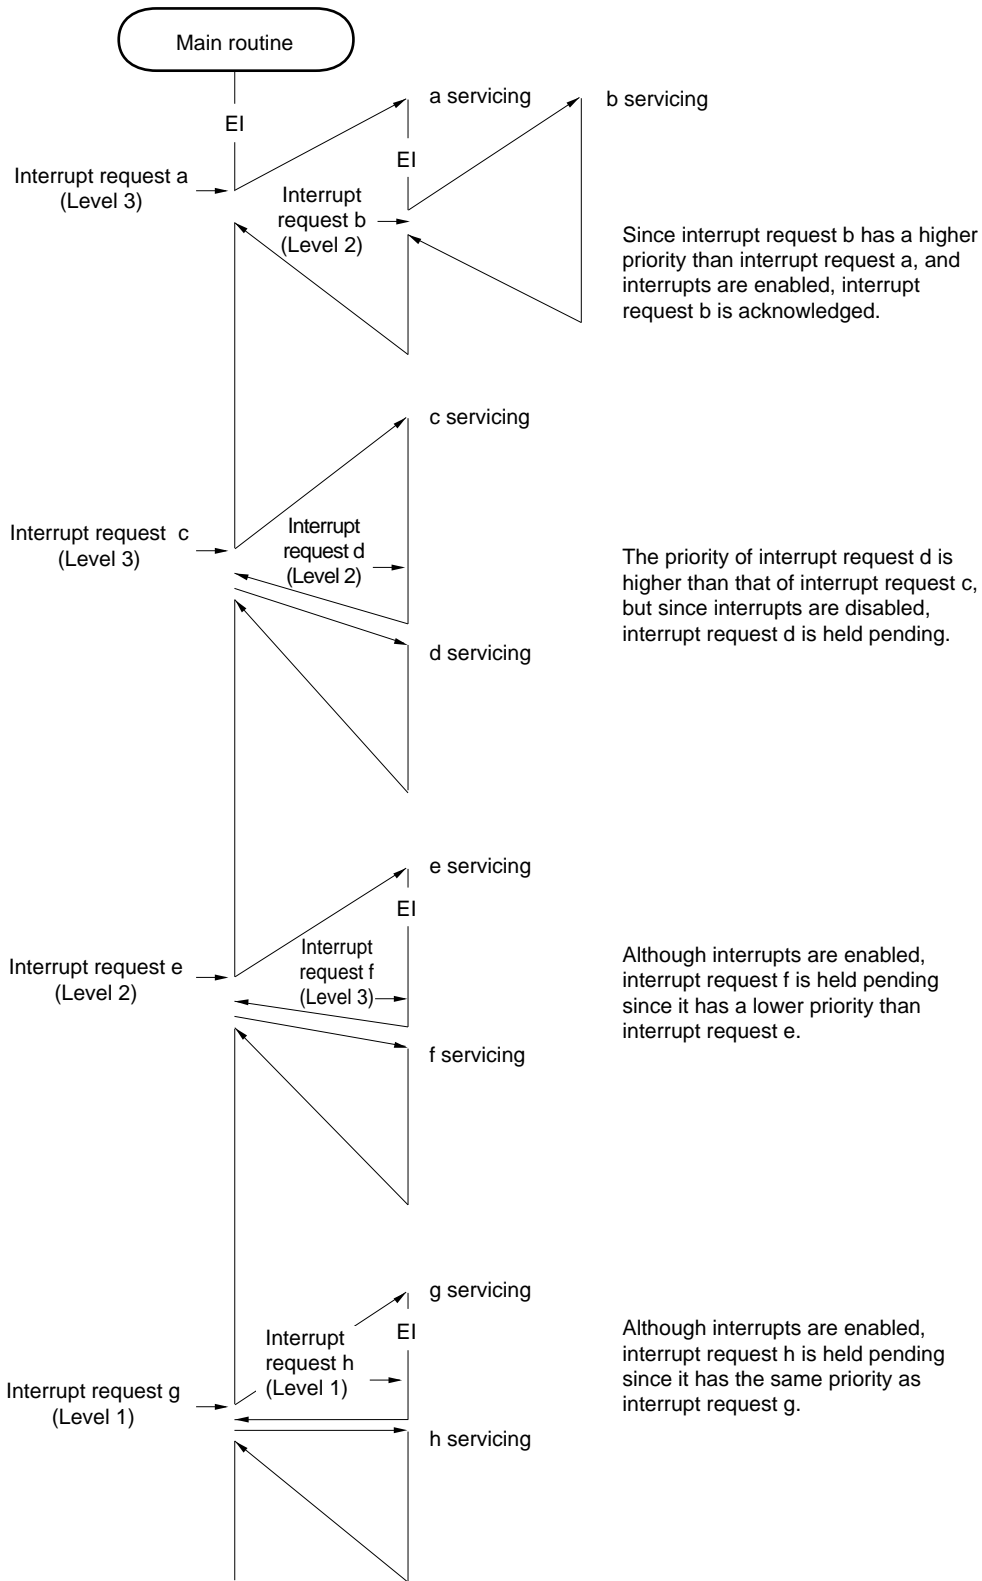 Main routine
EI
a servicing
b servicing
EI
Interrupt request a
(Level 3)
Interrupt
request b
(Level 2)
Since interrupt request b has a higher
priority than interrupt request a, and
interrupts are enabled, interrupt
request b is acknowledged.
c servicing
Interrupt request c
(Level 3)
Interrupt
request d
(Level 2)
The priority of interrupt request d is
higher than that of interrupt request c,
but since interrupts are disabled,
interrupt request d is held pending.
d servicing
e servicing
EI
Interrupt request e
(Level 2)
Interrupt
request f
(Level 3)
Although interrupts are enabled,
interrupt request f is held pending
since it has a lower priority than
interrupt request e.
f servicing
g servicing
EI
Interrupt request g
(Level 1)
Interrupt
request h
(Level 1)
Although interrupts are enabled,
interrupt request h is held pending
since it has the same priority as
interrupt request g.
h servicing